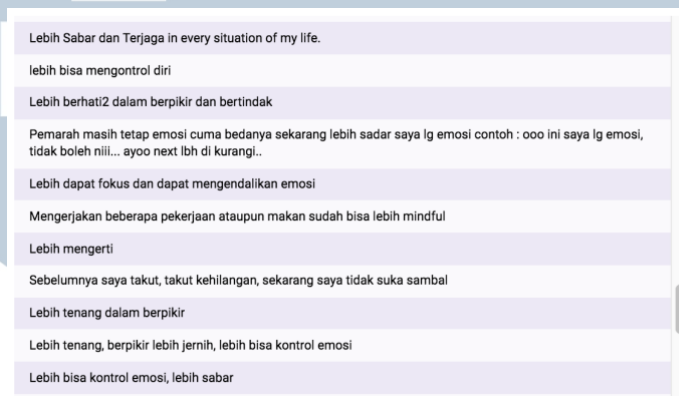 Lebih Sabar dan Terjaga in every situation of my life.
lebih bisa mengontrol diri
Lebih berhati2 dalam berpikir dan bertindak
Pemarah masih tetap emosi cuma bedanya sekarang lebih sadar saya lg emosi contoh : ooo ini saya lg emosi,
tidak boleh niii... ayoo next lbh di kurangi..
Lebih dapat fokus dan dapat mengendalikan emosi
Mengerjakan beberapa pekerjaan ataupun makan sudah bisa lebih mindful
Lebih mengerti
Sebelumnya saya takut, takut kehilangan, sekarang saya tidak suka sambal
Lebih tenang dalam berpikir
Lebih tenang, berpikir lebih jernih, lebih bisa kontrol emosi
Lebih bisa kontrol emosi, lebih sabar